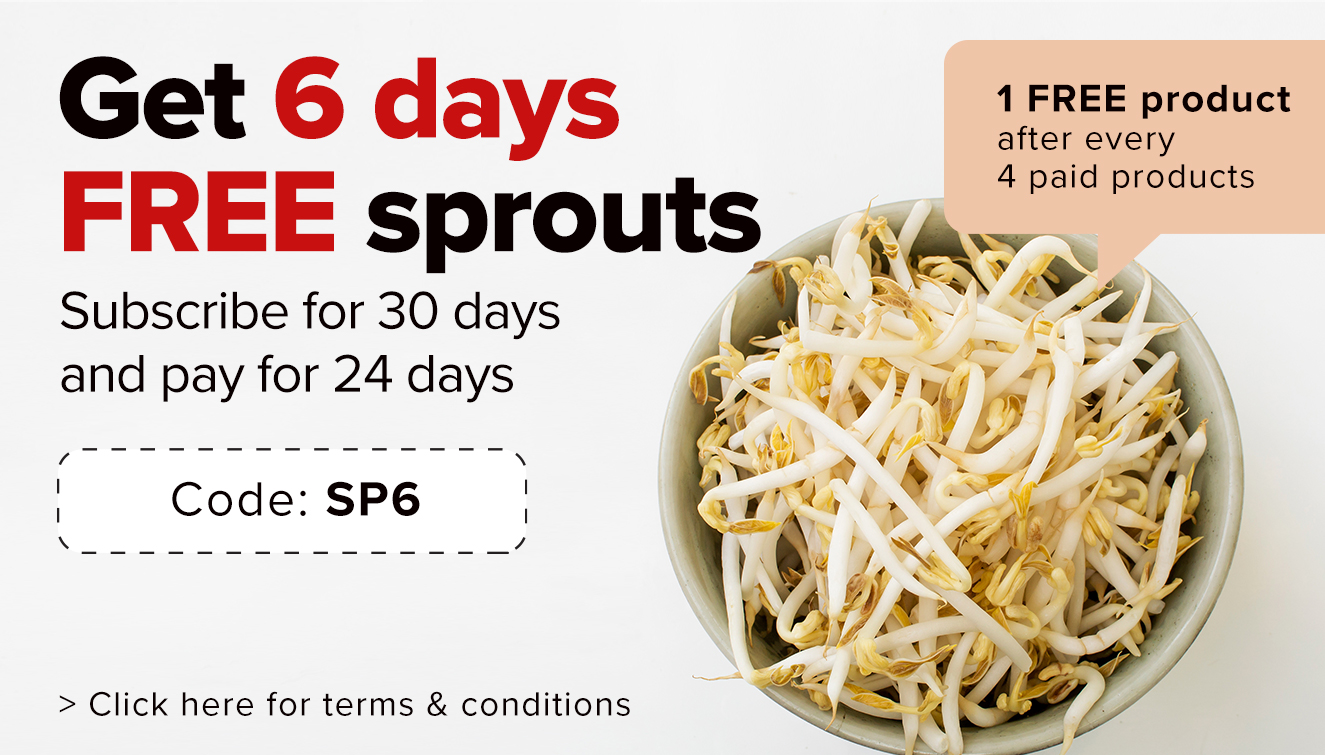 Get 6 days
FREE sprouts
Subscribe for 30 days
and pay for 24 days
Code: SP6
> Click here for terms & conditions
1 FREE product
after every
4 paid products